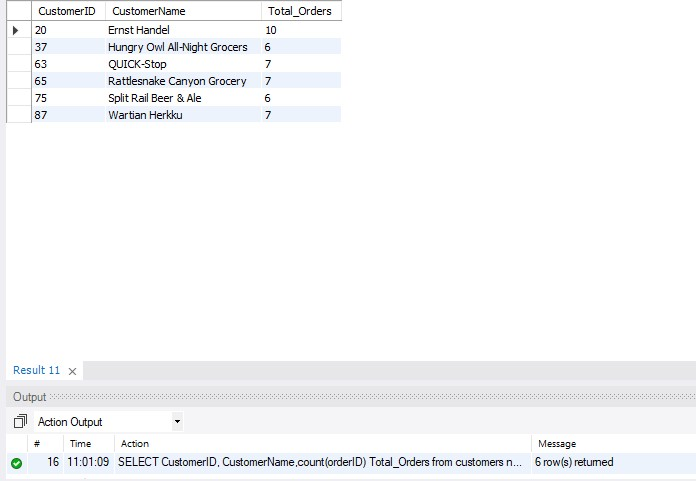 CustomerID CustomerName Total_Orders
20 Ernst Handel 10
37 Hungry Owl All-Night Grocers 6
63 QUICK-Stop 7
65 Rattlesnake Canyon Grocery 7
75 Split Rail Beer & Ale 6
87 Wartian Herkku 7
Result 11
Output
Action Output
# Time Action Message
16 11:01:09 SELECT CustomerID, CustomerName,count(orderID) Total_Orders from customers n... 6 row(s) returned